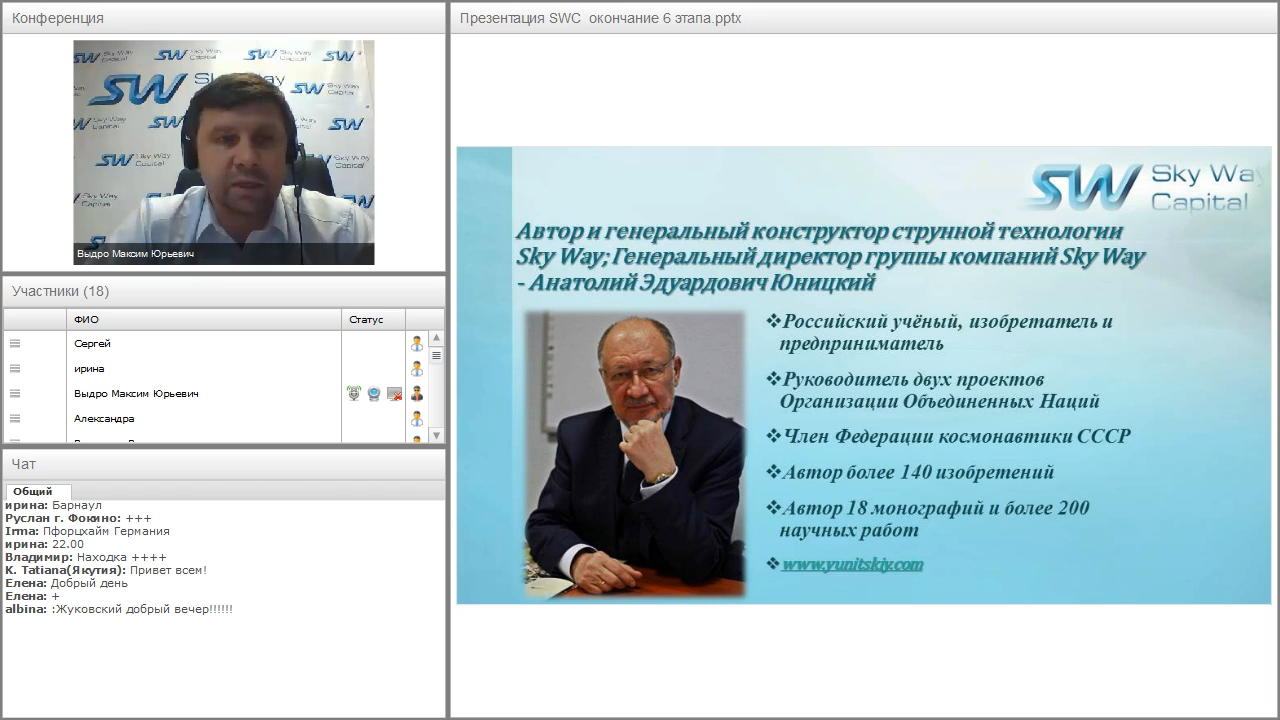 Конференция
SW Sky Way Capital
Выдро Максим Юрьевич
Участники (18)
ФИО Статус
Сергей
ирина
Выдро Максим Юрьевич
Александра
Чат
Общий
ирина: Барнаул
Руслан г. Фокино: +++
Irma: Пфорцхайм Германия
ирина: 22.00
Владимир: Находка ++++
K. Tatiana(Якутия): Привет всем!
Елена: Добрый день
Елена: +
albina: :Жуковский добрый вечер!!!!!!
Презентация SWC окончание 6 этапа.pptx
SW Sky Way
Capital
Автор и генеральный конструктор струнной технологии
Sky Way; Генеральный директор группы компаний Sky Way
- Анатолий Эдуардович Юницкий
❖Российский учёный, изобретатель и
предприниматель
❖Руководитель двух проектов
Организации Объединенных Наций
❖Член Федерации космонавтики СССР
❖Автор более 140 изобретений
❖Автор 18 монографий и более 200
научных работ
❖www.yunitskiy.com